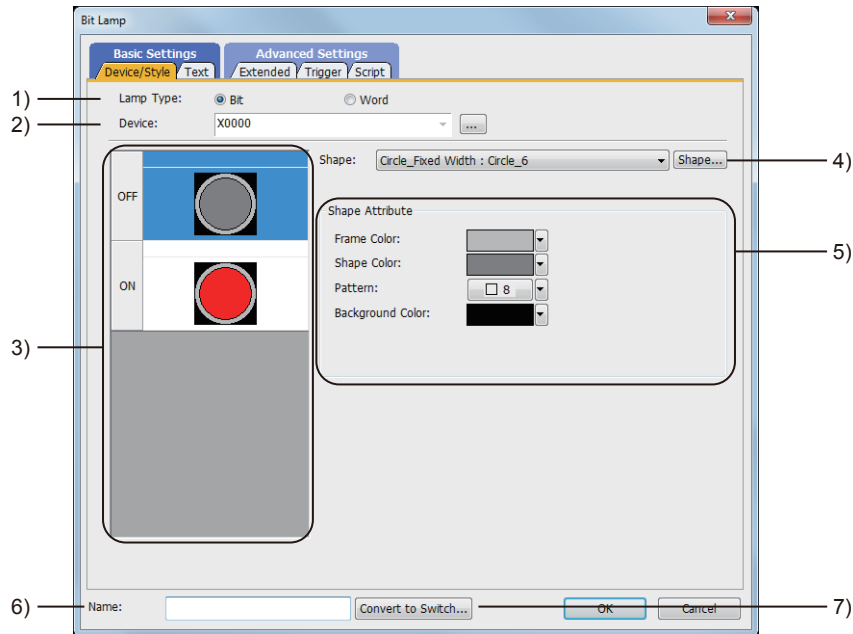 Bit Lamp
Basic Settings Advanced Settings
Device/Style Text Extended Trigger Script
1) Lamp Type: Bit Word
2) Device: X0000 ...
Shape: Circle_Fixed Width : Circle_6 Shape... 4)
OFF
Shape Attribute
Frame Color:
5)
Shape Color:
ON
Pattern: 8
Background Color:
3)
6) Name: Convert to Switch... OK Cancel 7)